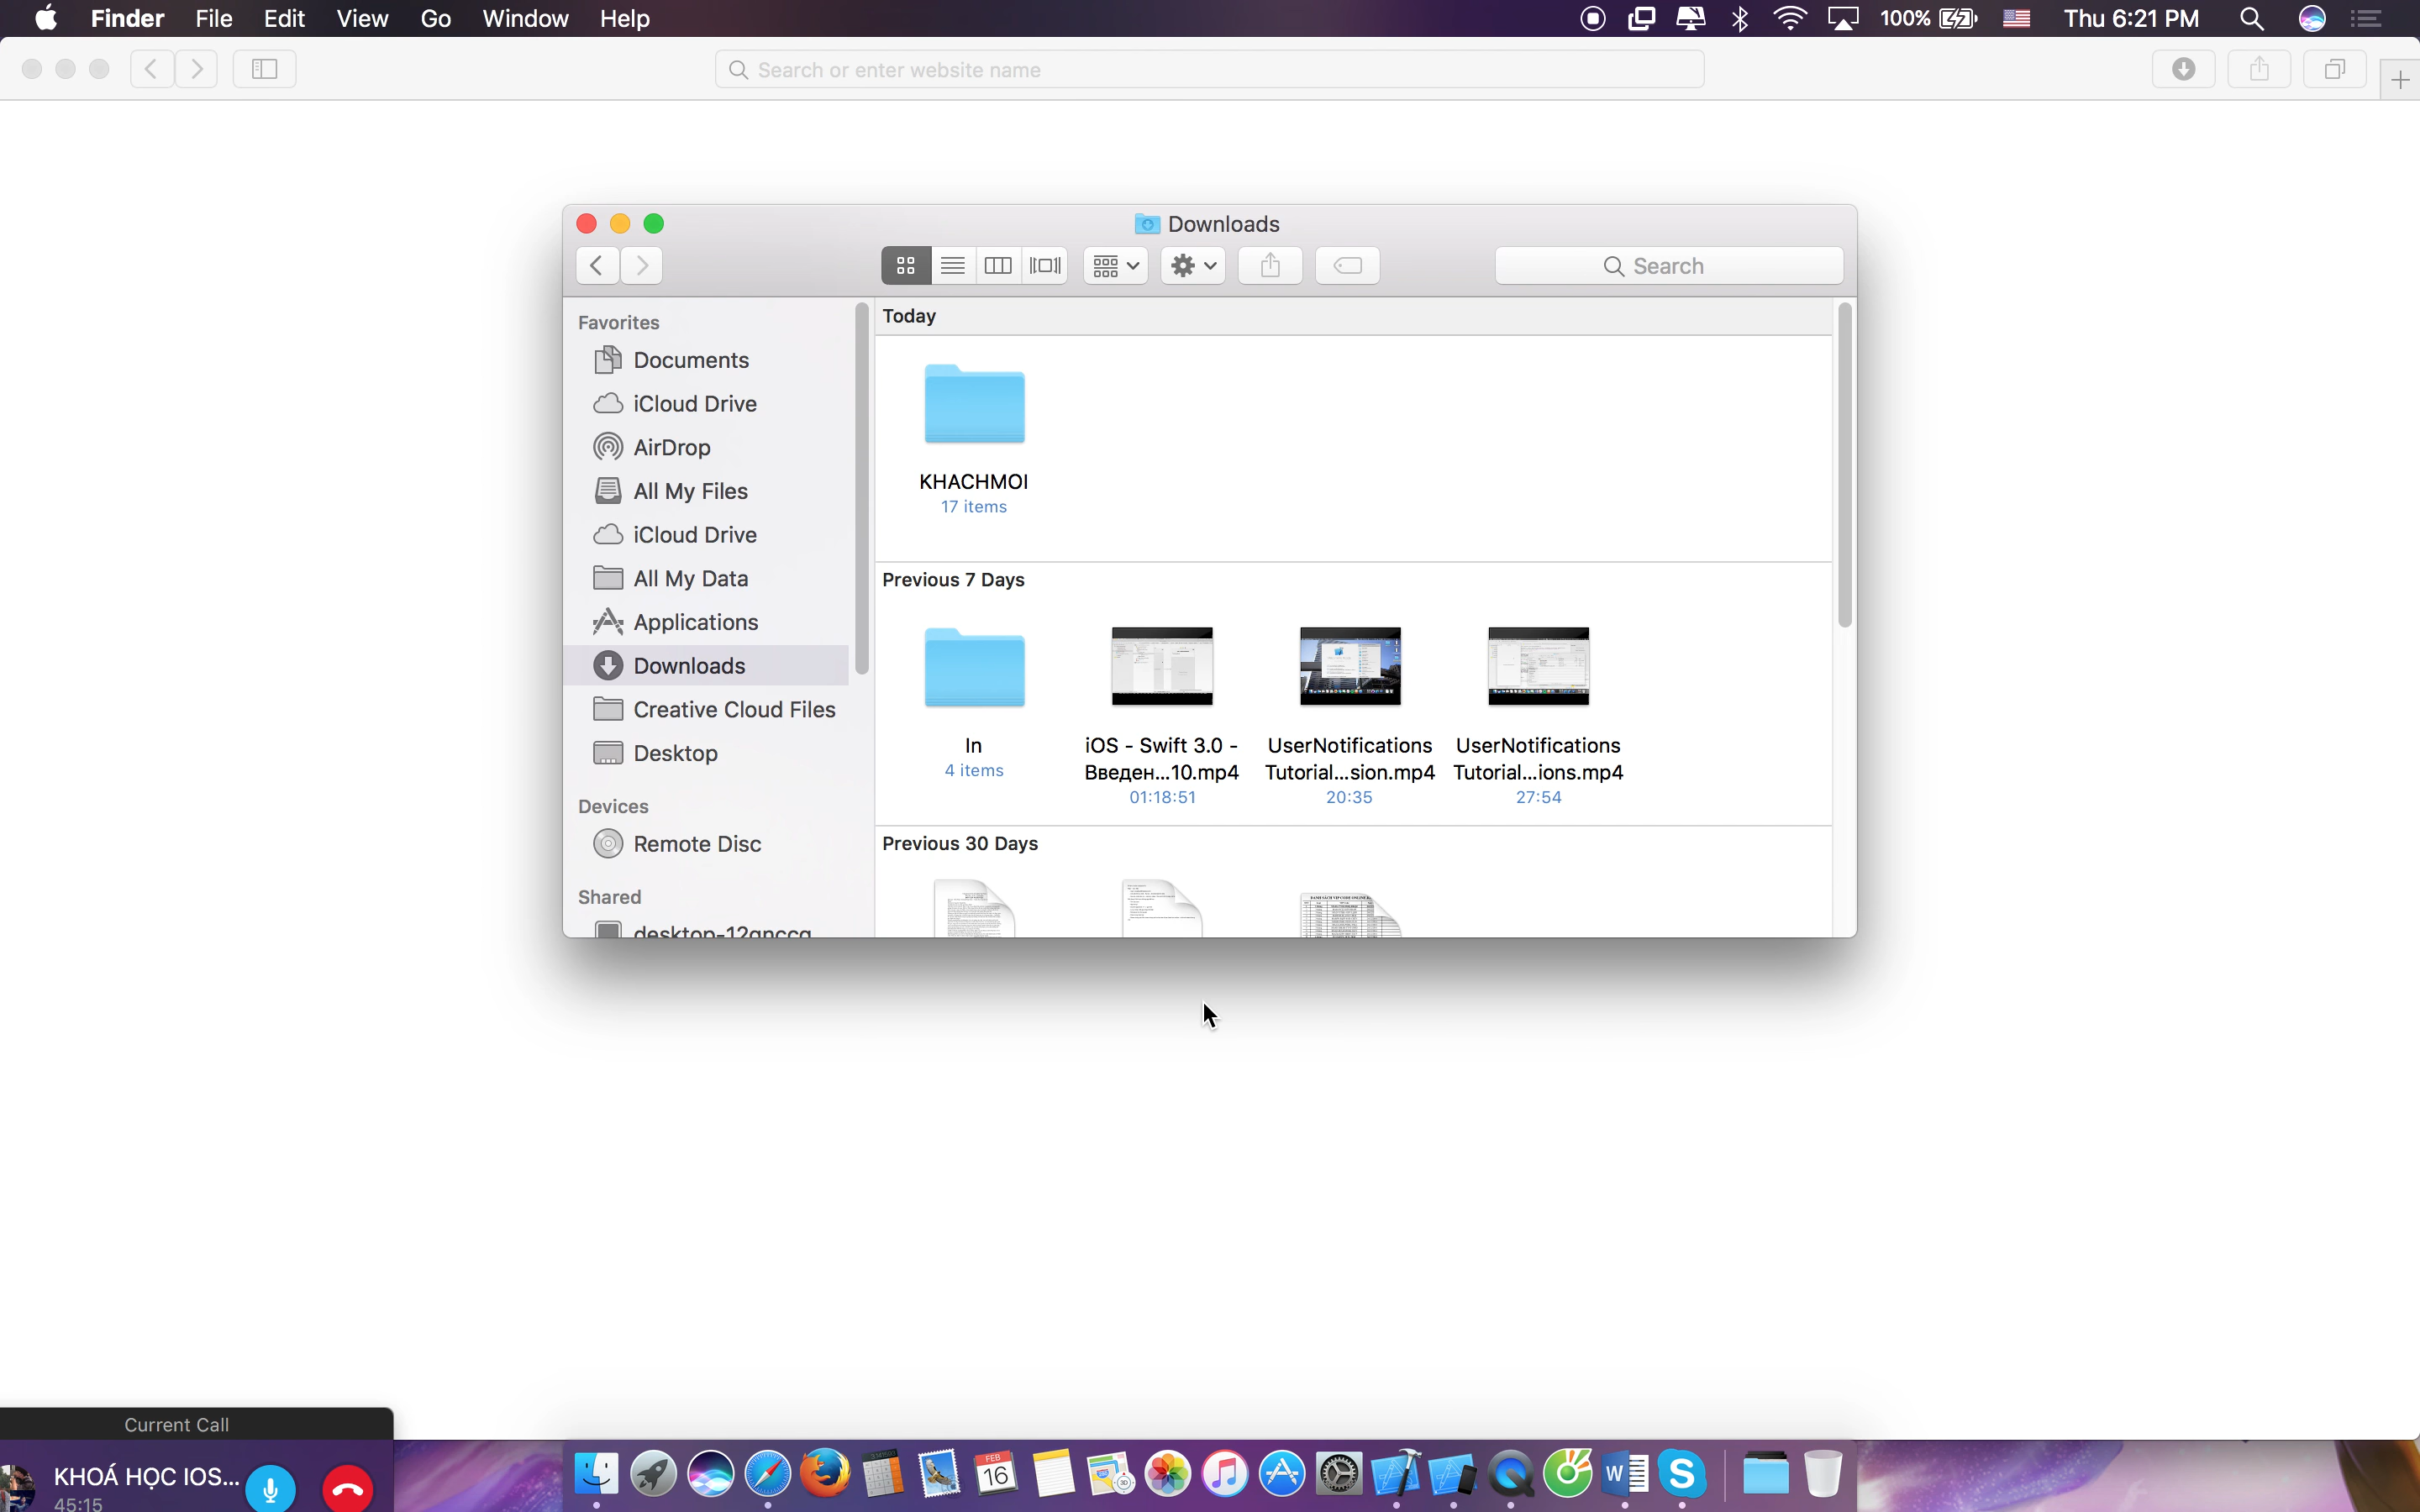 Finder File Edit View Go Window Help 100% Thu 6:21 PM
Search or enter website name
Downloads
Search
Favorites
Documents
iCloud Drive
AirDrop
All My Files
iCloud Drive
All My Data
Applications
Downloads
Creative Cloud Files
Desktop
Devices
Remote Disc
Shared
Today
KHACHMOI
17 items
Previous 7 Days
In
4 items
iOS - Swift 3.0 -
Введен...10.mp4
01:18:51
UserNotifications
Tutorial...sion.mp4
20:35
UserNotifications
Tutorial...ions.mp4
27:54
Previous 30 Days
Current Call
KHOÁ HỌC IOS...
45:15
FEB
16